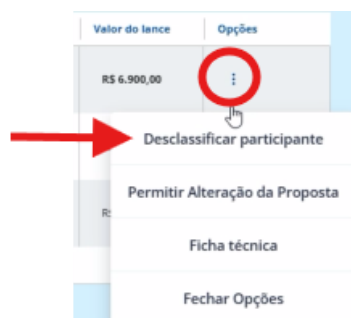 Valor do lance Opções
R$ 6.900,00
Desclassificar participante
Permitir Alteração da Proposta
R$
Ficha técnica
Fechar Opções